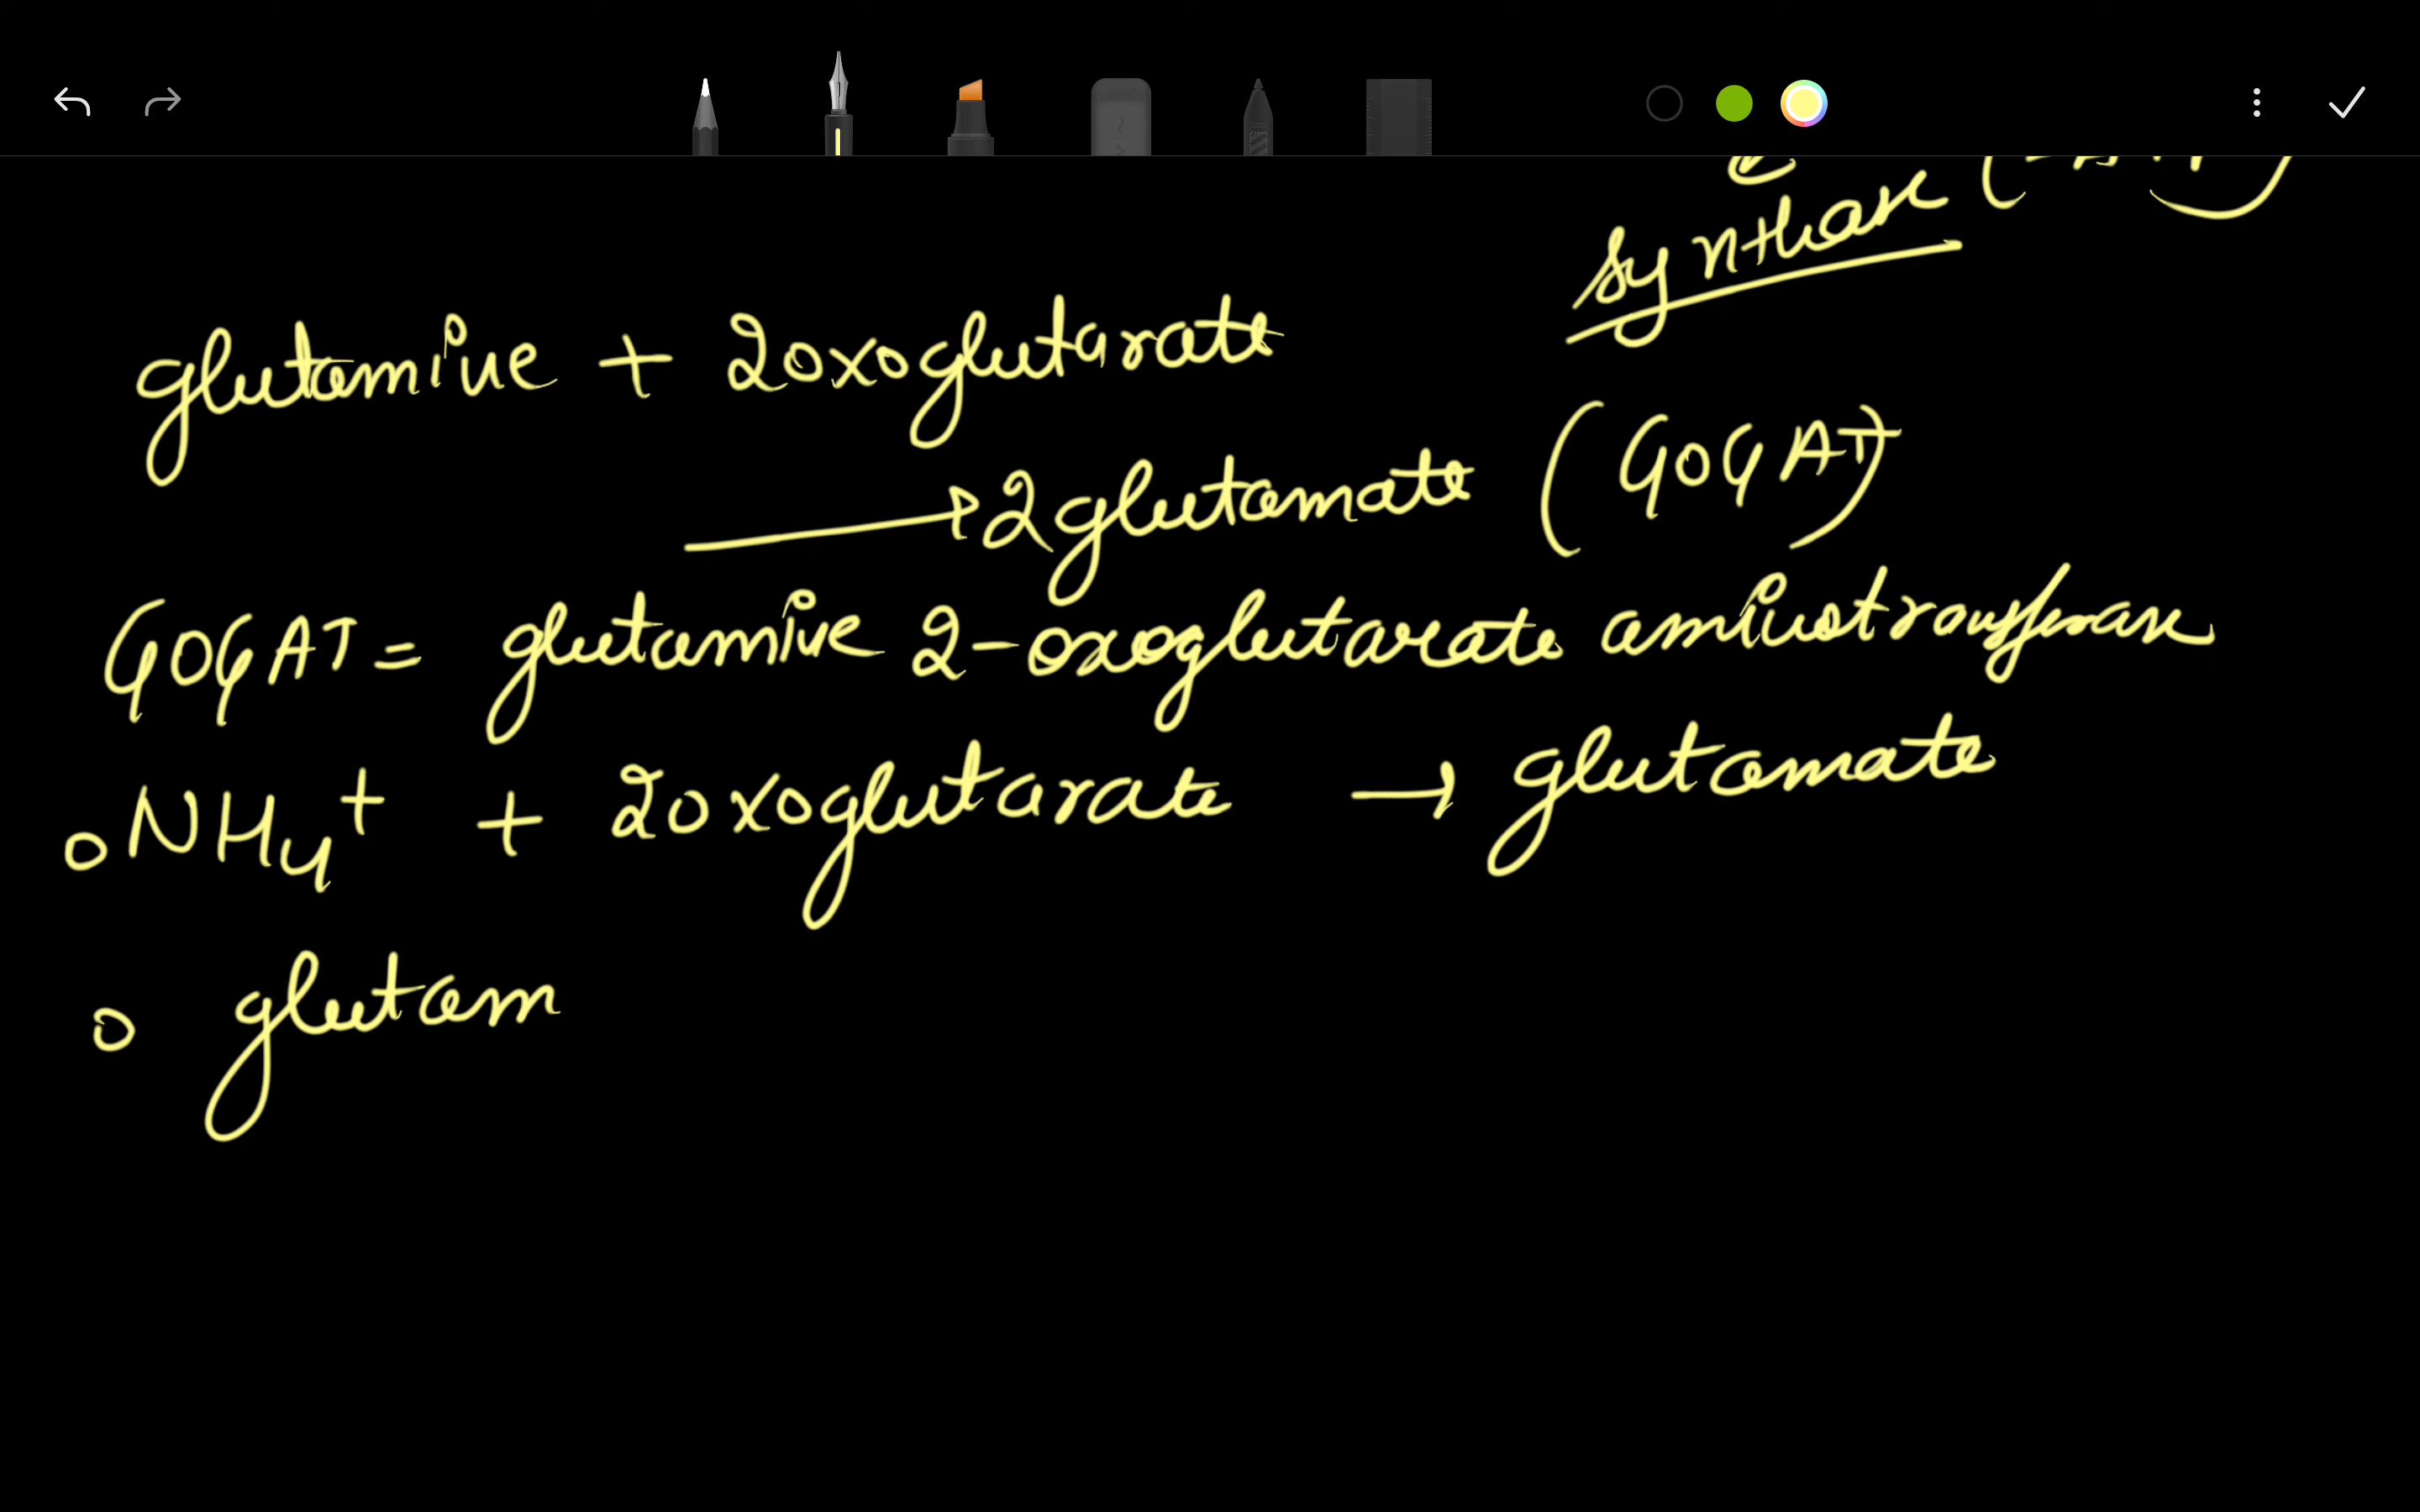 synthase
glutamine + 2oxoglutarate
→ 2glutamate (GOGAT)
GOGAT = glutamine 2-oxoglutarate aminotransferase
o NH4+ + 2oxoglutarate → glutamate
o glutam